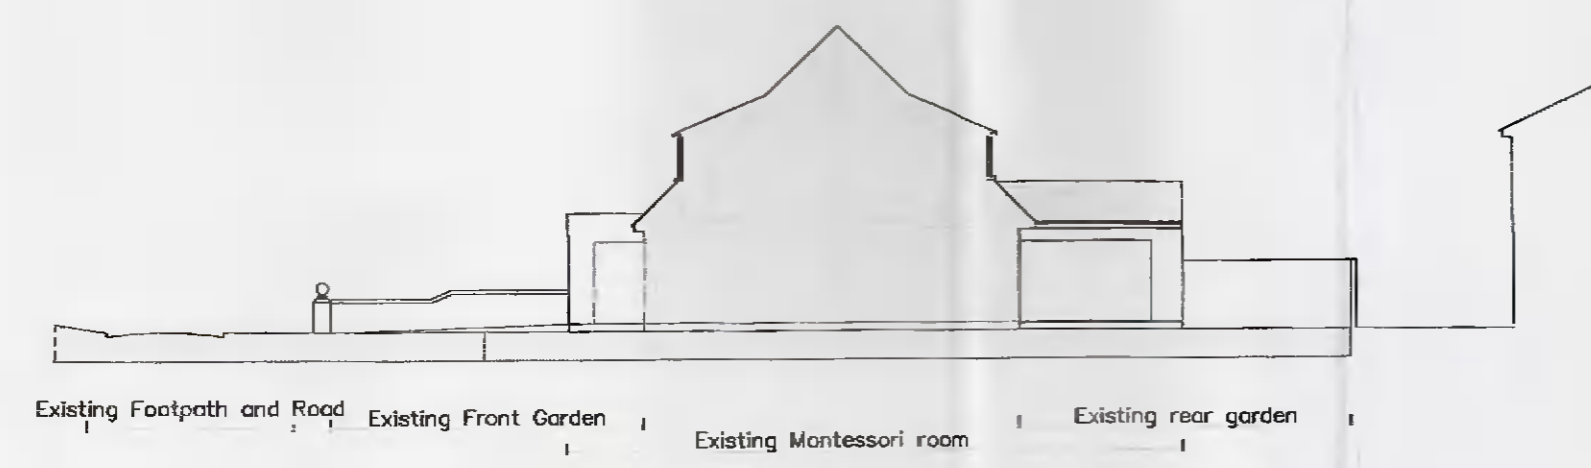 Existing Footpath and Road
Existing Front Garden
Existing Montessori room
Existing rear garden